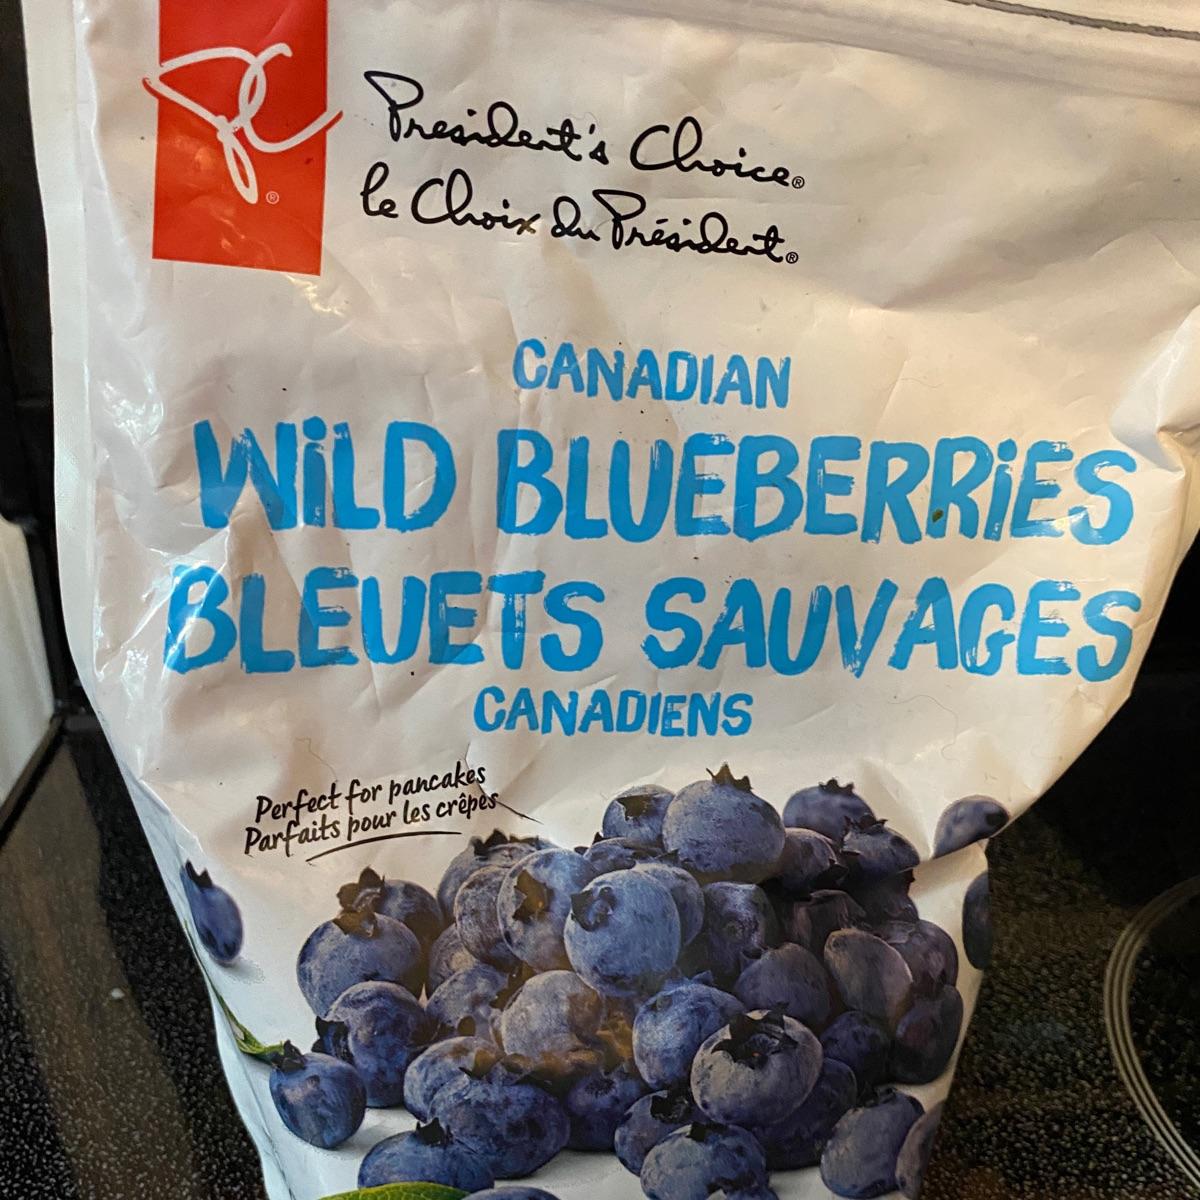 PC®
President's Choice®
le Choix du Président®
CANADIAN
WiLD BLUEBERRiES
BLEUETS SAUVAGES
CANADIENS
Perfect for pancakes
Parfaits pour les crêpes